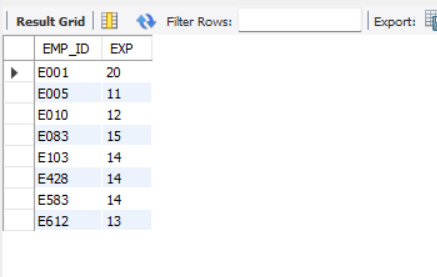 Result Grid Filter Rows: Export:
EMP_ID EXP
E001 20
E005 11
E010 12
E083 15
E103 14
E428 14
E583 14
E612 13